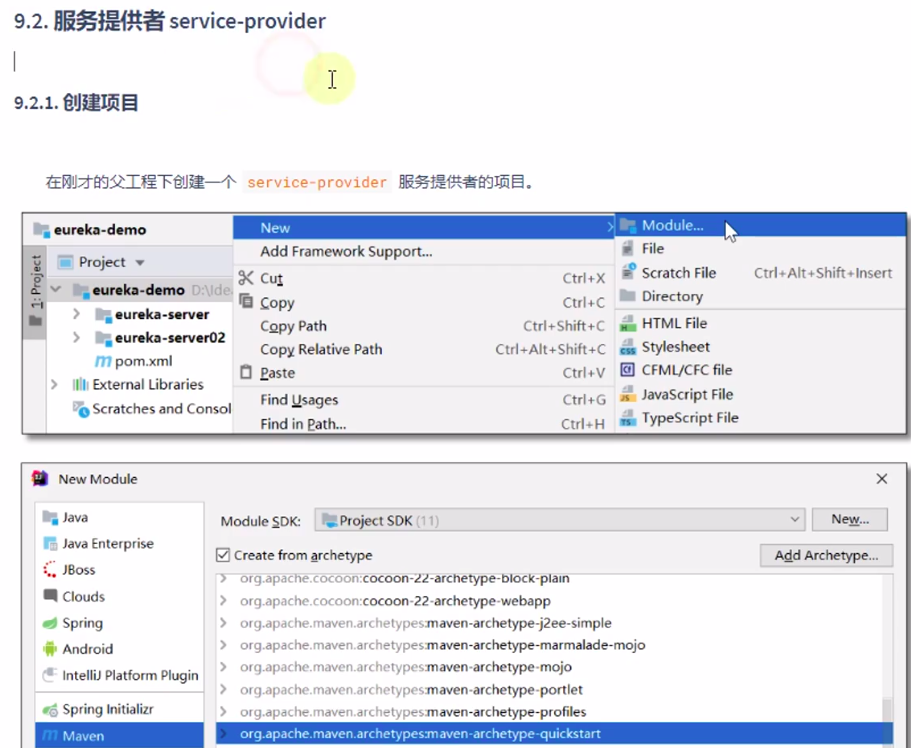 9.2. 服务提供者 service-provider
9.2.1. 创建项目
在刚才的父工程下创建一个 service-provider 服务提供者的项目。
eureka-demo
1: Project
Project
eureka-demo D:\Ide
eureka-server
eureka-server02
pom.xml
External Libraries
Scratches and Consol
New
Add Framework Support...
Cut Ctrl+X
Copy Ctrl+C
Copy Path Ctrl+Shift+C
Copy Relative Path Ctrl+Alt+Shift+C
Paste Ctrl+V
Find Usages Ctrl+G
Find in Path... Ctrl+H
Module...
File
Scratch File Ctrl+Alt+Shift+Insert
Directory
HTML File
Stylesheet
CFML/CFC file
JavaScript File
TypeScript File
New Module
Java
Java Enterprise
JBoss
Clouds
Spring
Android
IntelliJ Platform Plugin
Spring Initializr
Maven
Module SDK: Project SDK (11) New...
Create from archetype Add Archetype...
org.apache.cocoon:cocoon-22-archetype-block-plain
org.apache.cocoon:cocoon-22-archetype-webapp
org.apache.maven.archetypes:maven-archetype-j2ee-simple
org.apache.maven.archetypes:maven-archetype-marmalade-mojo
org.apache.maven.archetypes:maven-archetype-mojo
org.apache.maven.archetypes:maven-archetype-portlet
org.apache.maven.archetypes:maven-archetype-profiles
org.apache.maven.archetypes:maven-archetype-quickstart